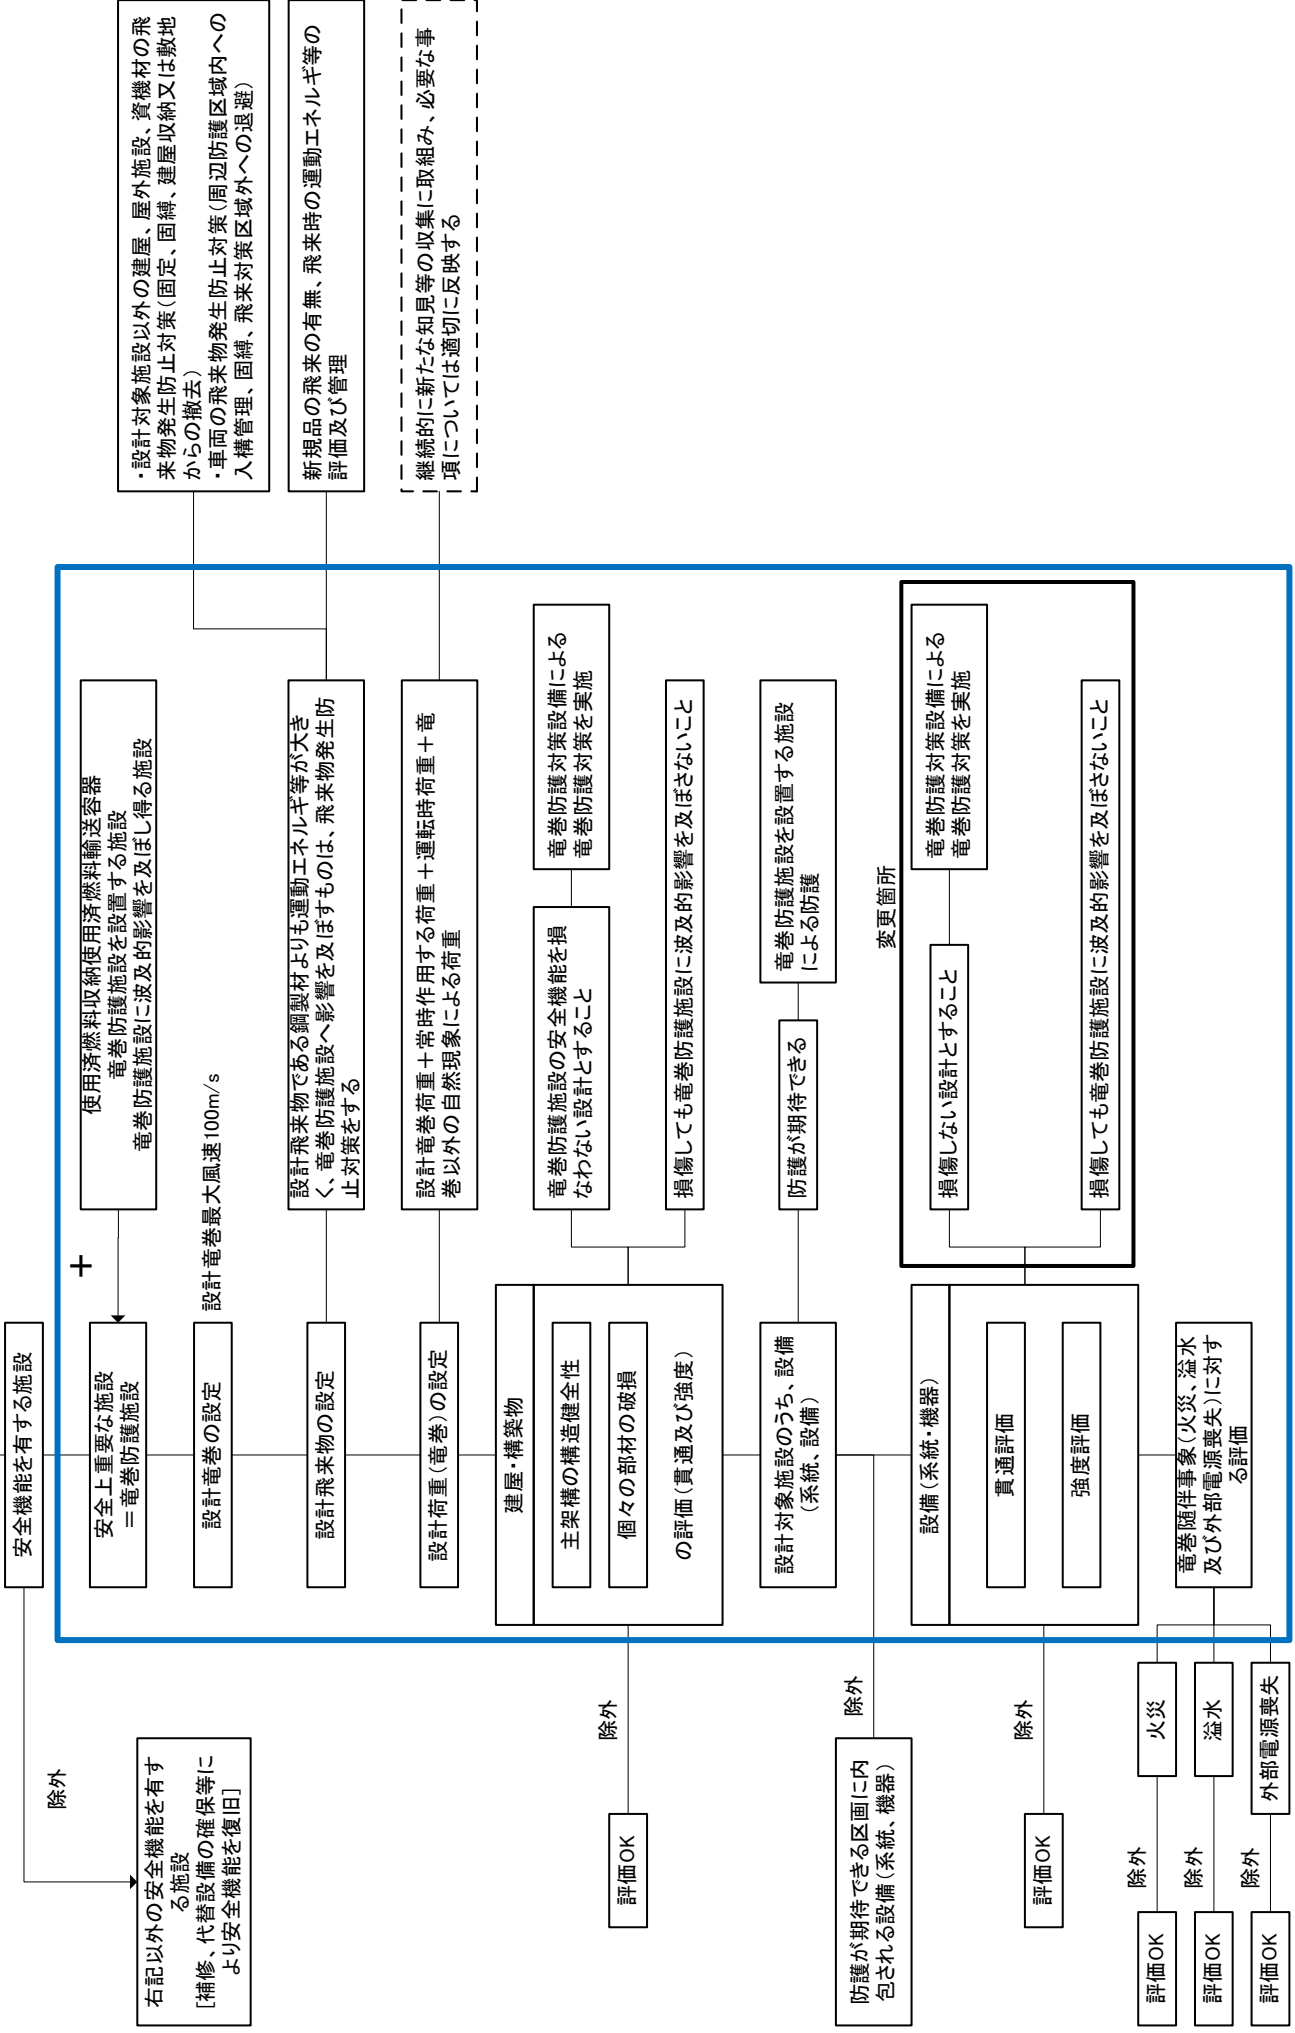 安全機能を有する施設
除外
右記以外の安全機能を有す
る施設
[補修、代替設備の確保等に
より安全機能を復旧]
安全上重要な施設
＝竜巻防護施設
＋
使用済燃料収納使用済燃料輸送容器
竜巻防護施設を設置する施設
竜巻防護施設に波及的影響を及ぼし得る施設
設計竜巻の設定
設計竜巻最大風速100m/s
設計飛来物の設定
設計飛来物である鋼製材よりも運動エネルギ等が大き
く、竜巻防護施設へ影響を及ぼすものは、飛来物発生防
止対策をする
・設計対象施設以外の建屋、屋外施設、資機材の飛
来物発生防止対策(固定、固縛、建屋収納又は敷地
からの撤去)
・車両の飛来物発生防止対策(周辺防護区域内への
入構管理、固縛、飛来対策区域外への退避)
新規品の飛来の有無、飛来時の運動エネルギ等の
評価及び管理
設計荷重(竜巻)の設定
設計竜巻荷重＋常時作用する荷重＋運転時荷重＋竜
巻以外の自然現象による荷重
継続的に新たな知見等の収集に取組み、必要な事
項については適切に反映する
建屋・構築物
主架構の構造健全性
個々の部材の破損
の評価(貫通及び強度)
除外
評価OK
竜巻防護施設の安全機能を損
なわない設計とすること
竜巻防護対策設備による
竜巻防護対策を実施
損傷しても竜巻防護施設に波及的影響を及ぼさないこと
設計対象施設のうち、設備
(系統、設備)
防護が期待できる
竜巻防護施設を設置する施設
による防護
除外
防護が期待できる区画に内
包される設備(系統、機器)
変更箇所
設備(系統・機器)
貫通評価
強度評価
除外
評価OK
損傷しない設計とすること
竜巻防護対策設備による
竜巻防護対策を実施
損傷しても竜巻防護施設に波及的影響を及ぼさないこと
竜巻随伴事象(火災、溢水
及び外部電源喪失)に対す
る評価
火災
除外
評価OK
溢水
除外
評価OK
外部電源喪失
除外
評価OK